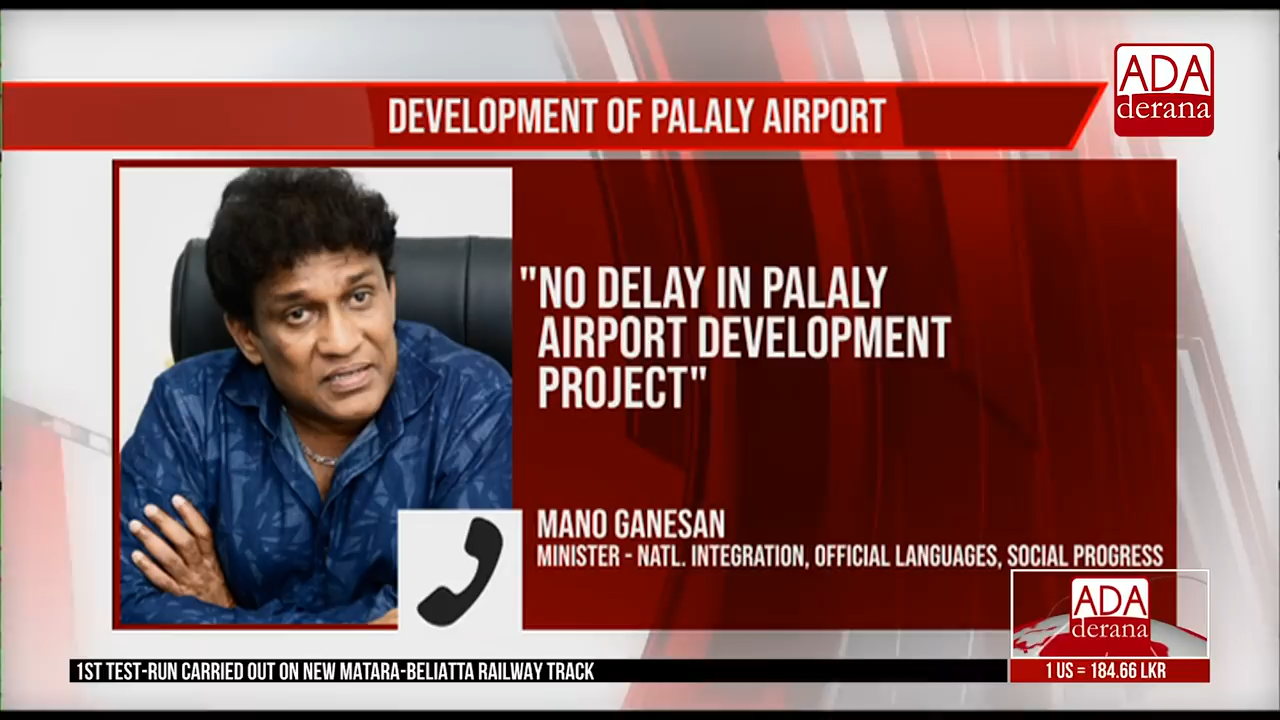 ADA
derana
DEVELOPMENT OF PALALY AIRPORT
"NO DELAY IN PALALY
AIRPORT DEVELOPMENT
PROJECT"
MANO GANESAN
MINISTER - NATL. INTEGRATION, OFFICIAL LANGUAGES, SOCIAL PROGRESS
ADA
derana
1ST TEST-RUN CARRIED OUT ON NEW MATARA-BELIATTA RAILWAY TRACK
1 US = 184.66 LKR